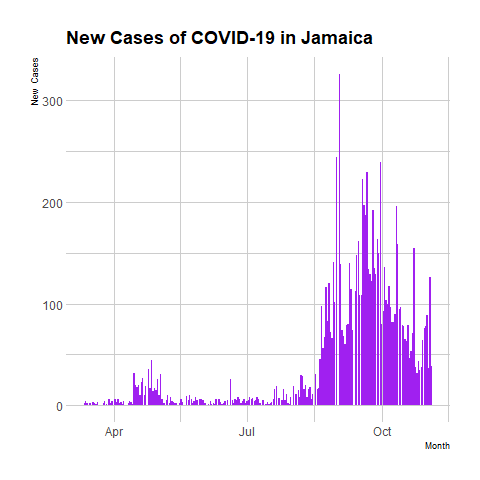 New Cases of COVID-19 in Jamaica
New Cases
300
200
100
0
Apr
Jul
Oct
Month